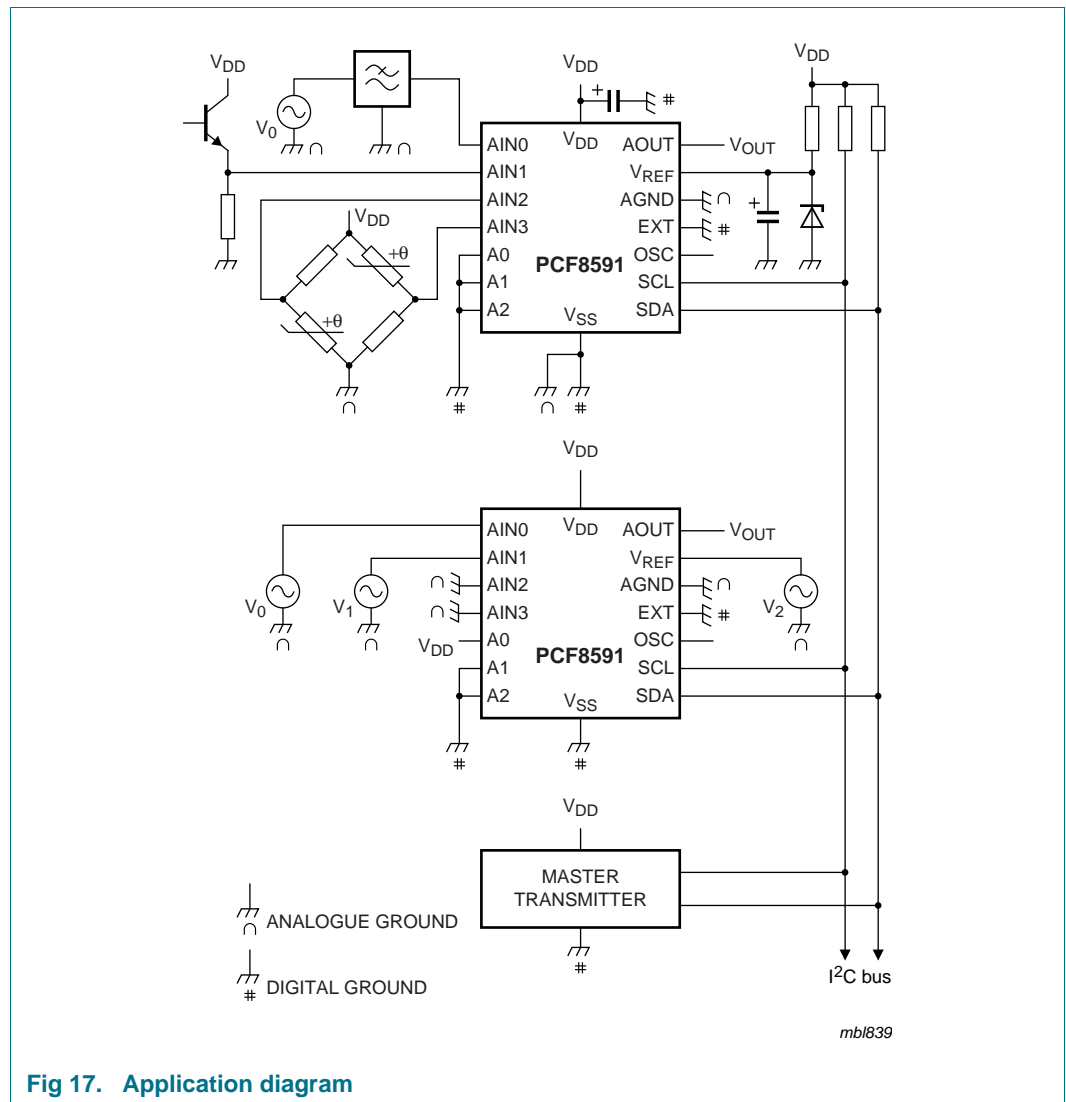 VDD
V0
VDD
+
#
VDD
AIN0
AIN1
AIN2
AIN3
A0
A1
A2
VDD
AOUT
VREF
AGND
EXT
OSC
SCL
SDA
PCF8591
VSS
VOUT
#
+
VDD
+θ
+θ
#
#
VDD
AIN0
AIN1
AIN2
AIN3
A0
A1
A2
VDD
AOUT
VREF
AGND
EXT
OSC
SCL
SDA
PCF8591
VSS
VOUT
#
V0
V1
VDD
V2
#
#
VDD
MASTER
TRANSMITTER
#
ANALOGUE GROUND
# DIGITAL GROUND
I2C bus
mbl839
Fig 17. Application diagram